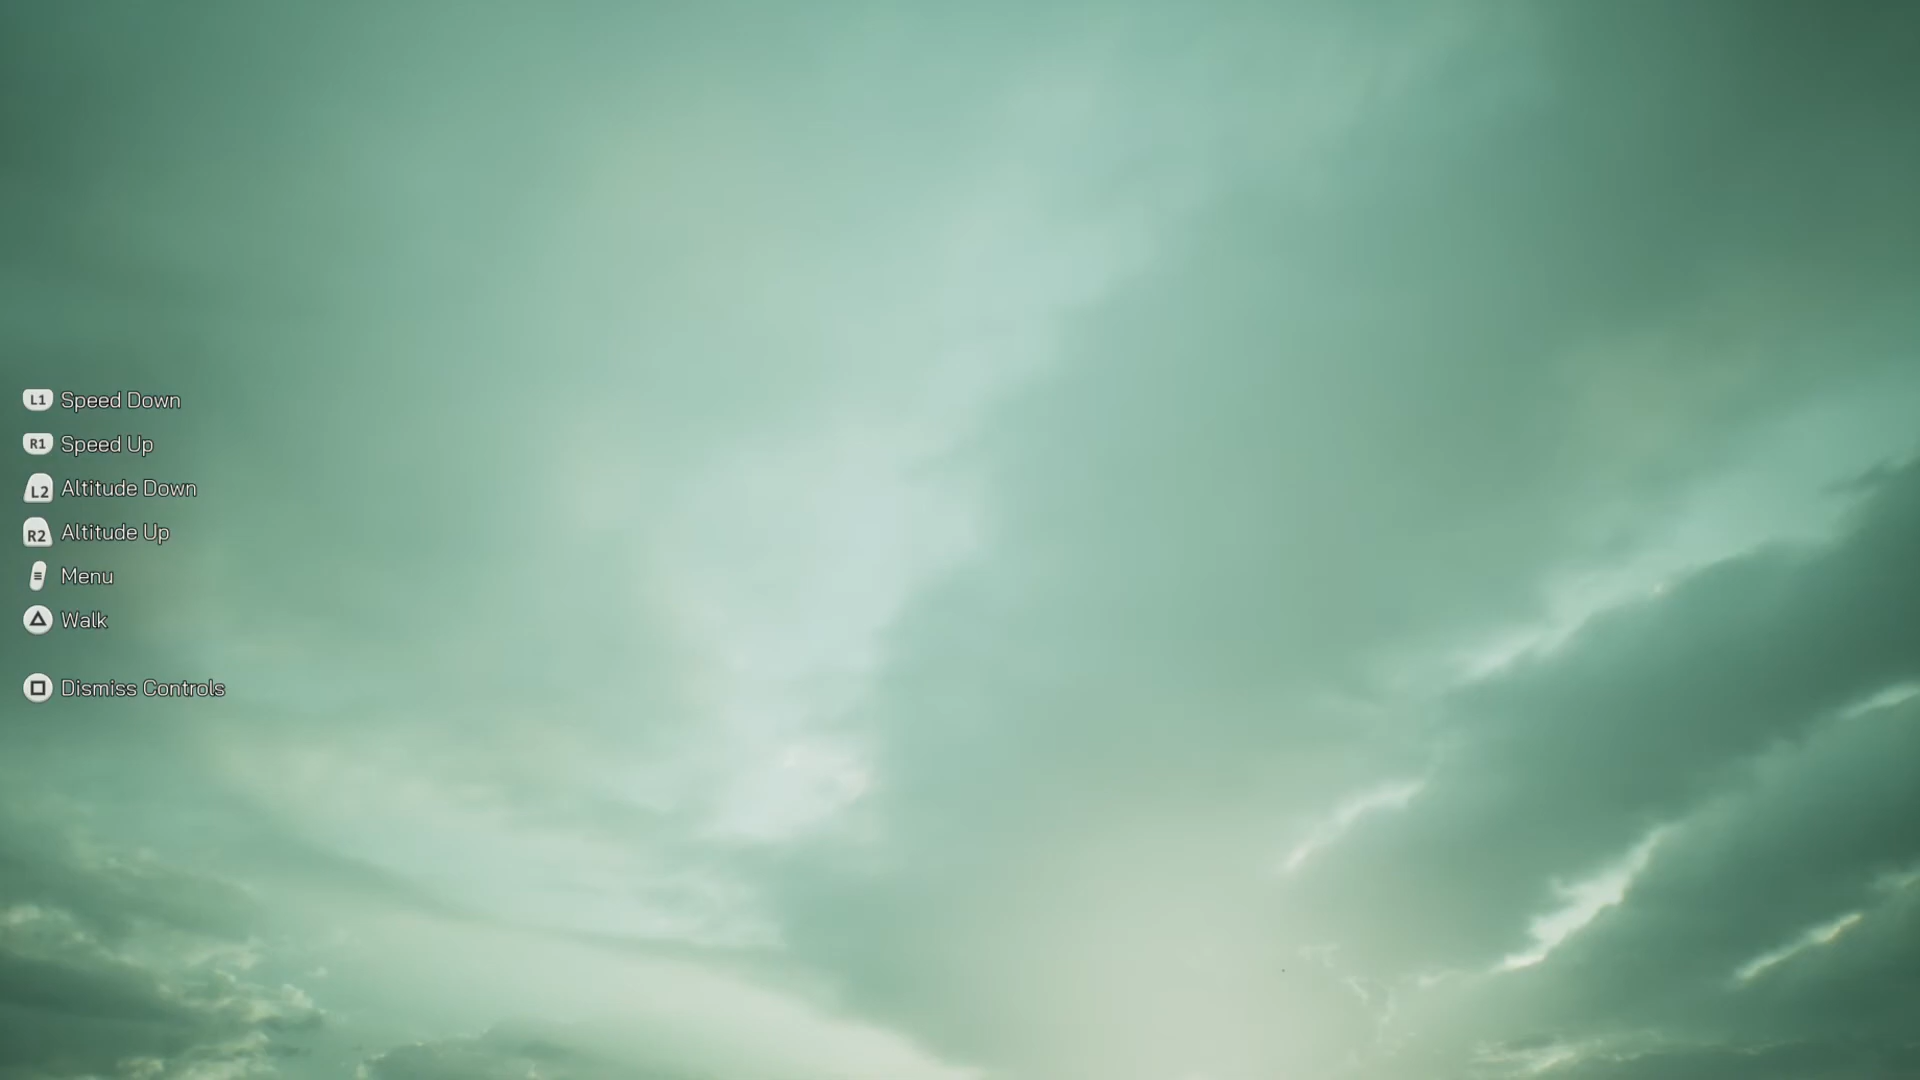 L1 Speed Down
R1 Speed Up
L2 Altitude Down
R2 Altitude Up
Menu
Walk
Dismiss Controls